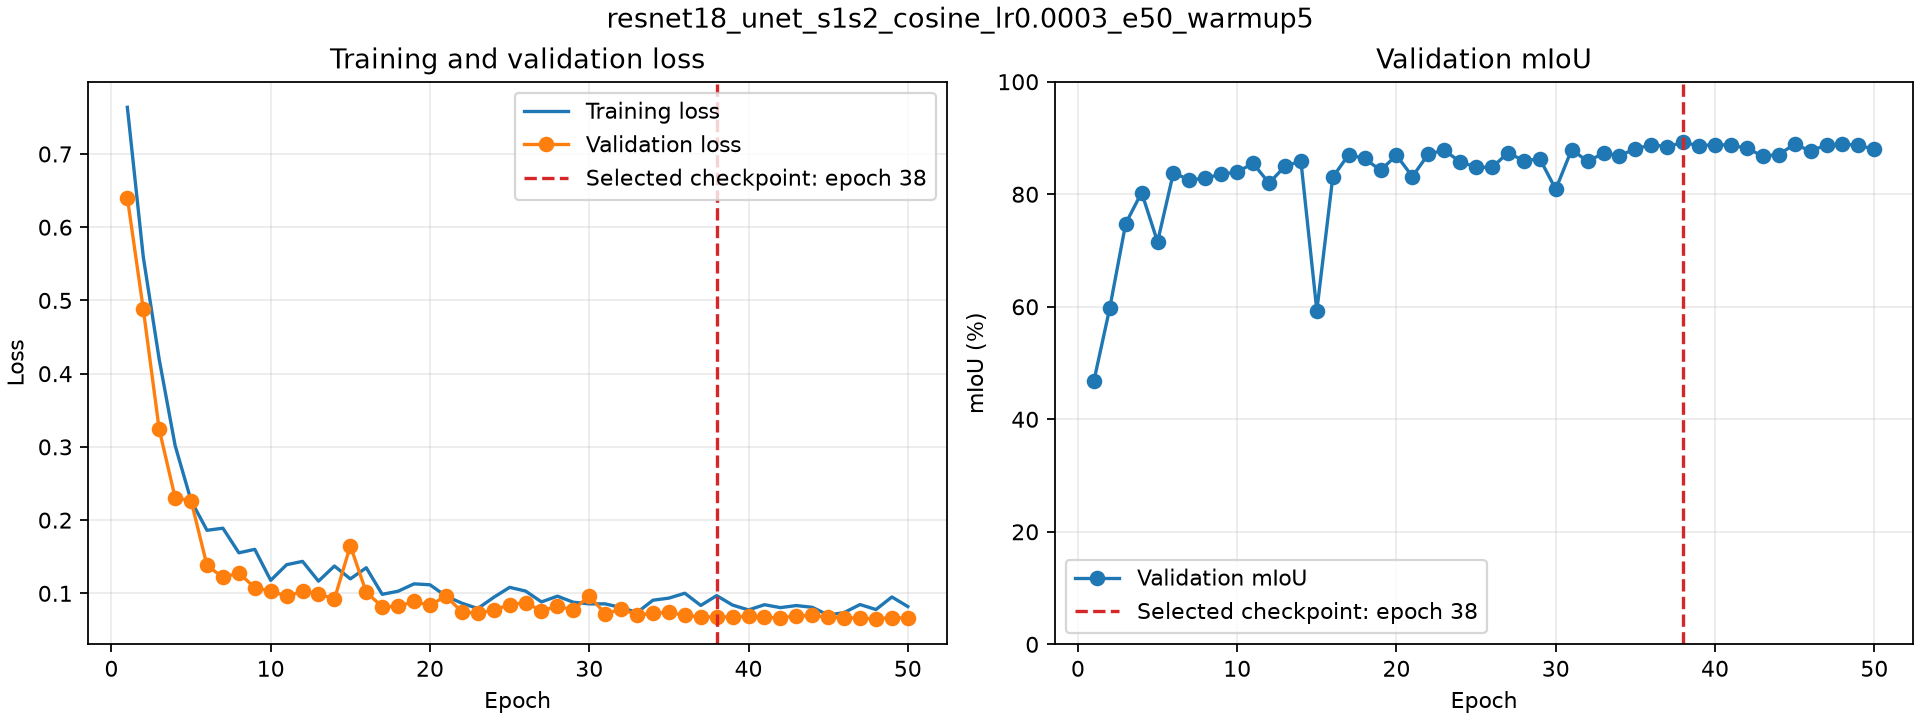 resnet18_unet_s1s2_cosine_lr0.0003_e50_warmup5
Training and validation loss
Training loss
Validation loss
Selected checkpoint: epoch 38
0.7
0.6
0.5
0.4
0.3
0.2
0.1
Loss
0 10 20 30 40 50
Epoch
Validation mIoU
100
80
60
40
20
0
mIoU (%)
Validation mIoU
Selected checkpoint: epoch 38
0 10 20 30 40 50
Epoch